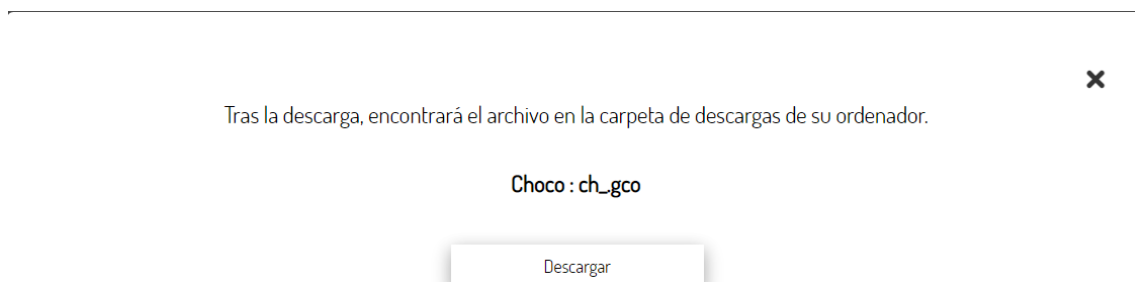 Tras la descarga, encontrará el archivo en la carpeta de descargas de su ordenador.
Choco : ch_.gco
Descargar